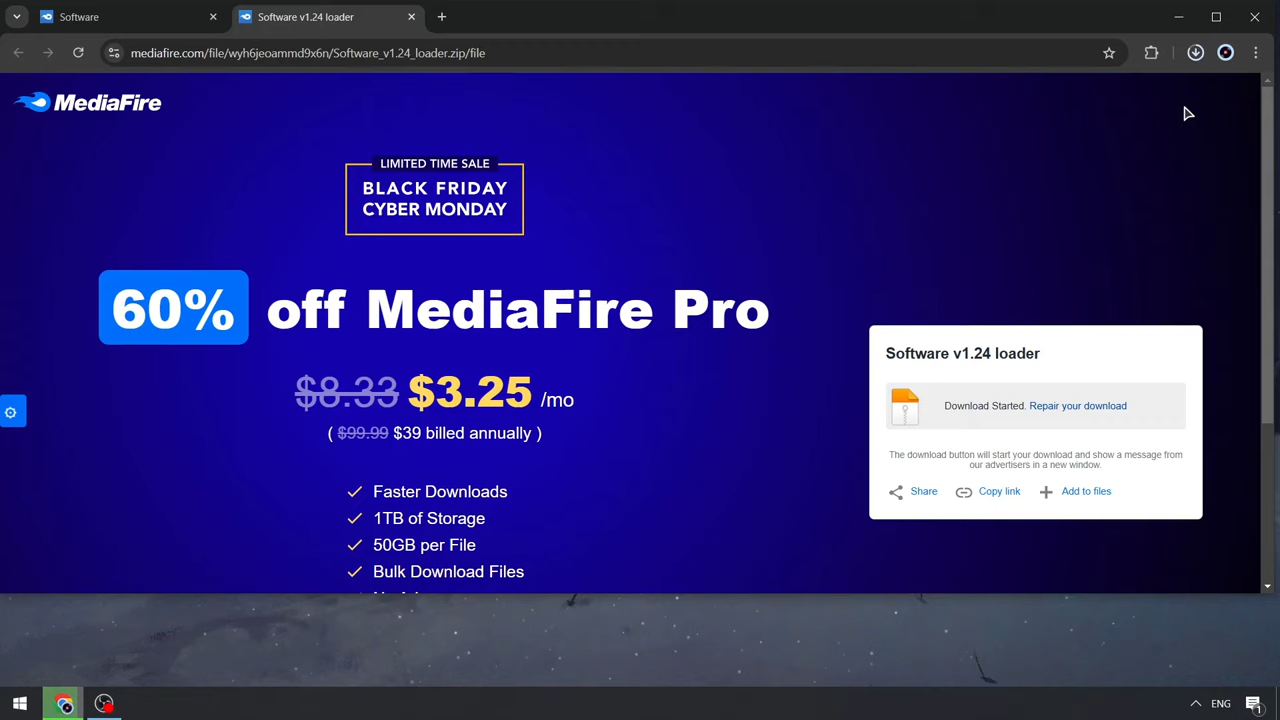 Software
Software v1.24 loader
mediafire.com/file/wyh6jeoammd9x6n/Software_v1.24_loader.zip/file
MediaFire
LIMITED TIME SALE
BLACK FRIDAY
CYBER MONDAY
60% off MediaFire Pro
$8.33 $3.25 /mo
( $99.99 $39 billed annually )
Faster Downloads
1TB of Storage
50GB per File
Bulk Download Files
Software v1.24 loader
Download Started. Repair your download
The download button will start your download and show a message from
our advertisers in a new window.
Share
Copy link
Add to files
ENG
1